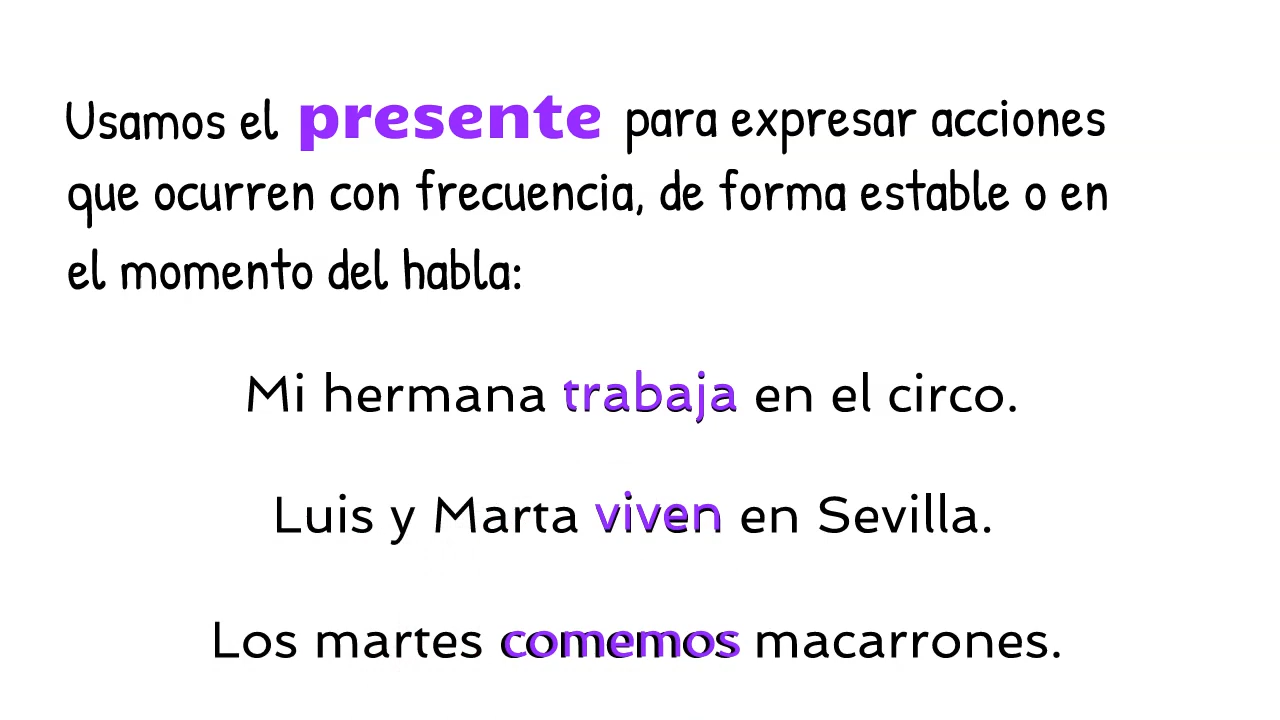 Usamos el presente para expresar acciones
que ocurren con frecuencia, de forma estable o en
el momento del habla:
Mi hermana trabaja en el circo.
Luis y Marta viven en Sevilla.
Los martes comemos macarrones.